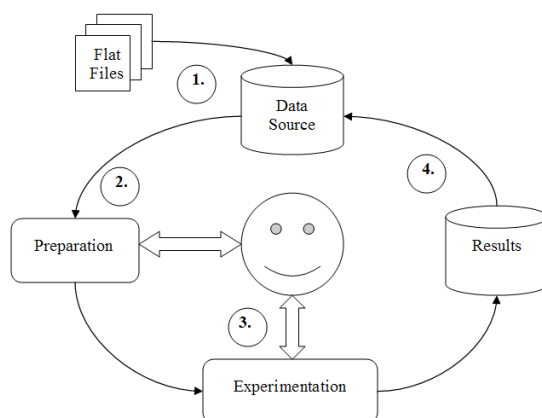 Flat
Files
1.
Data
Source
2.
4.
Preparation
Results
3.
Experimentation